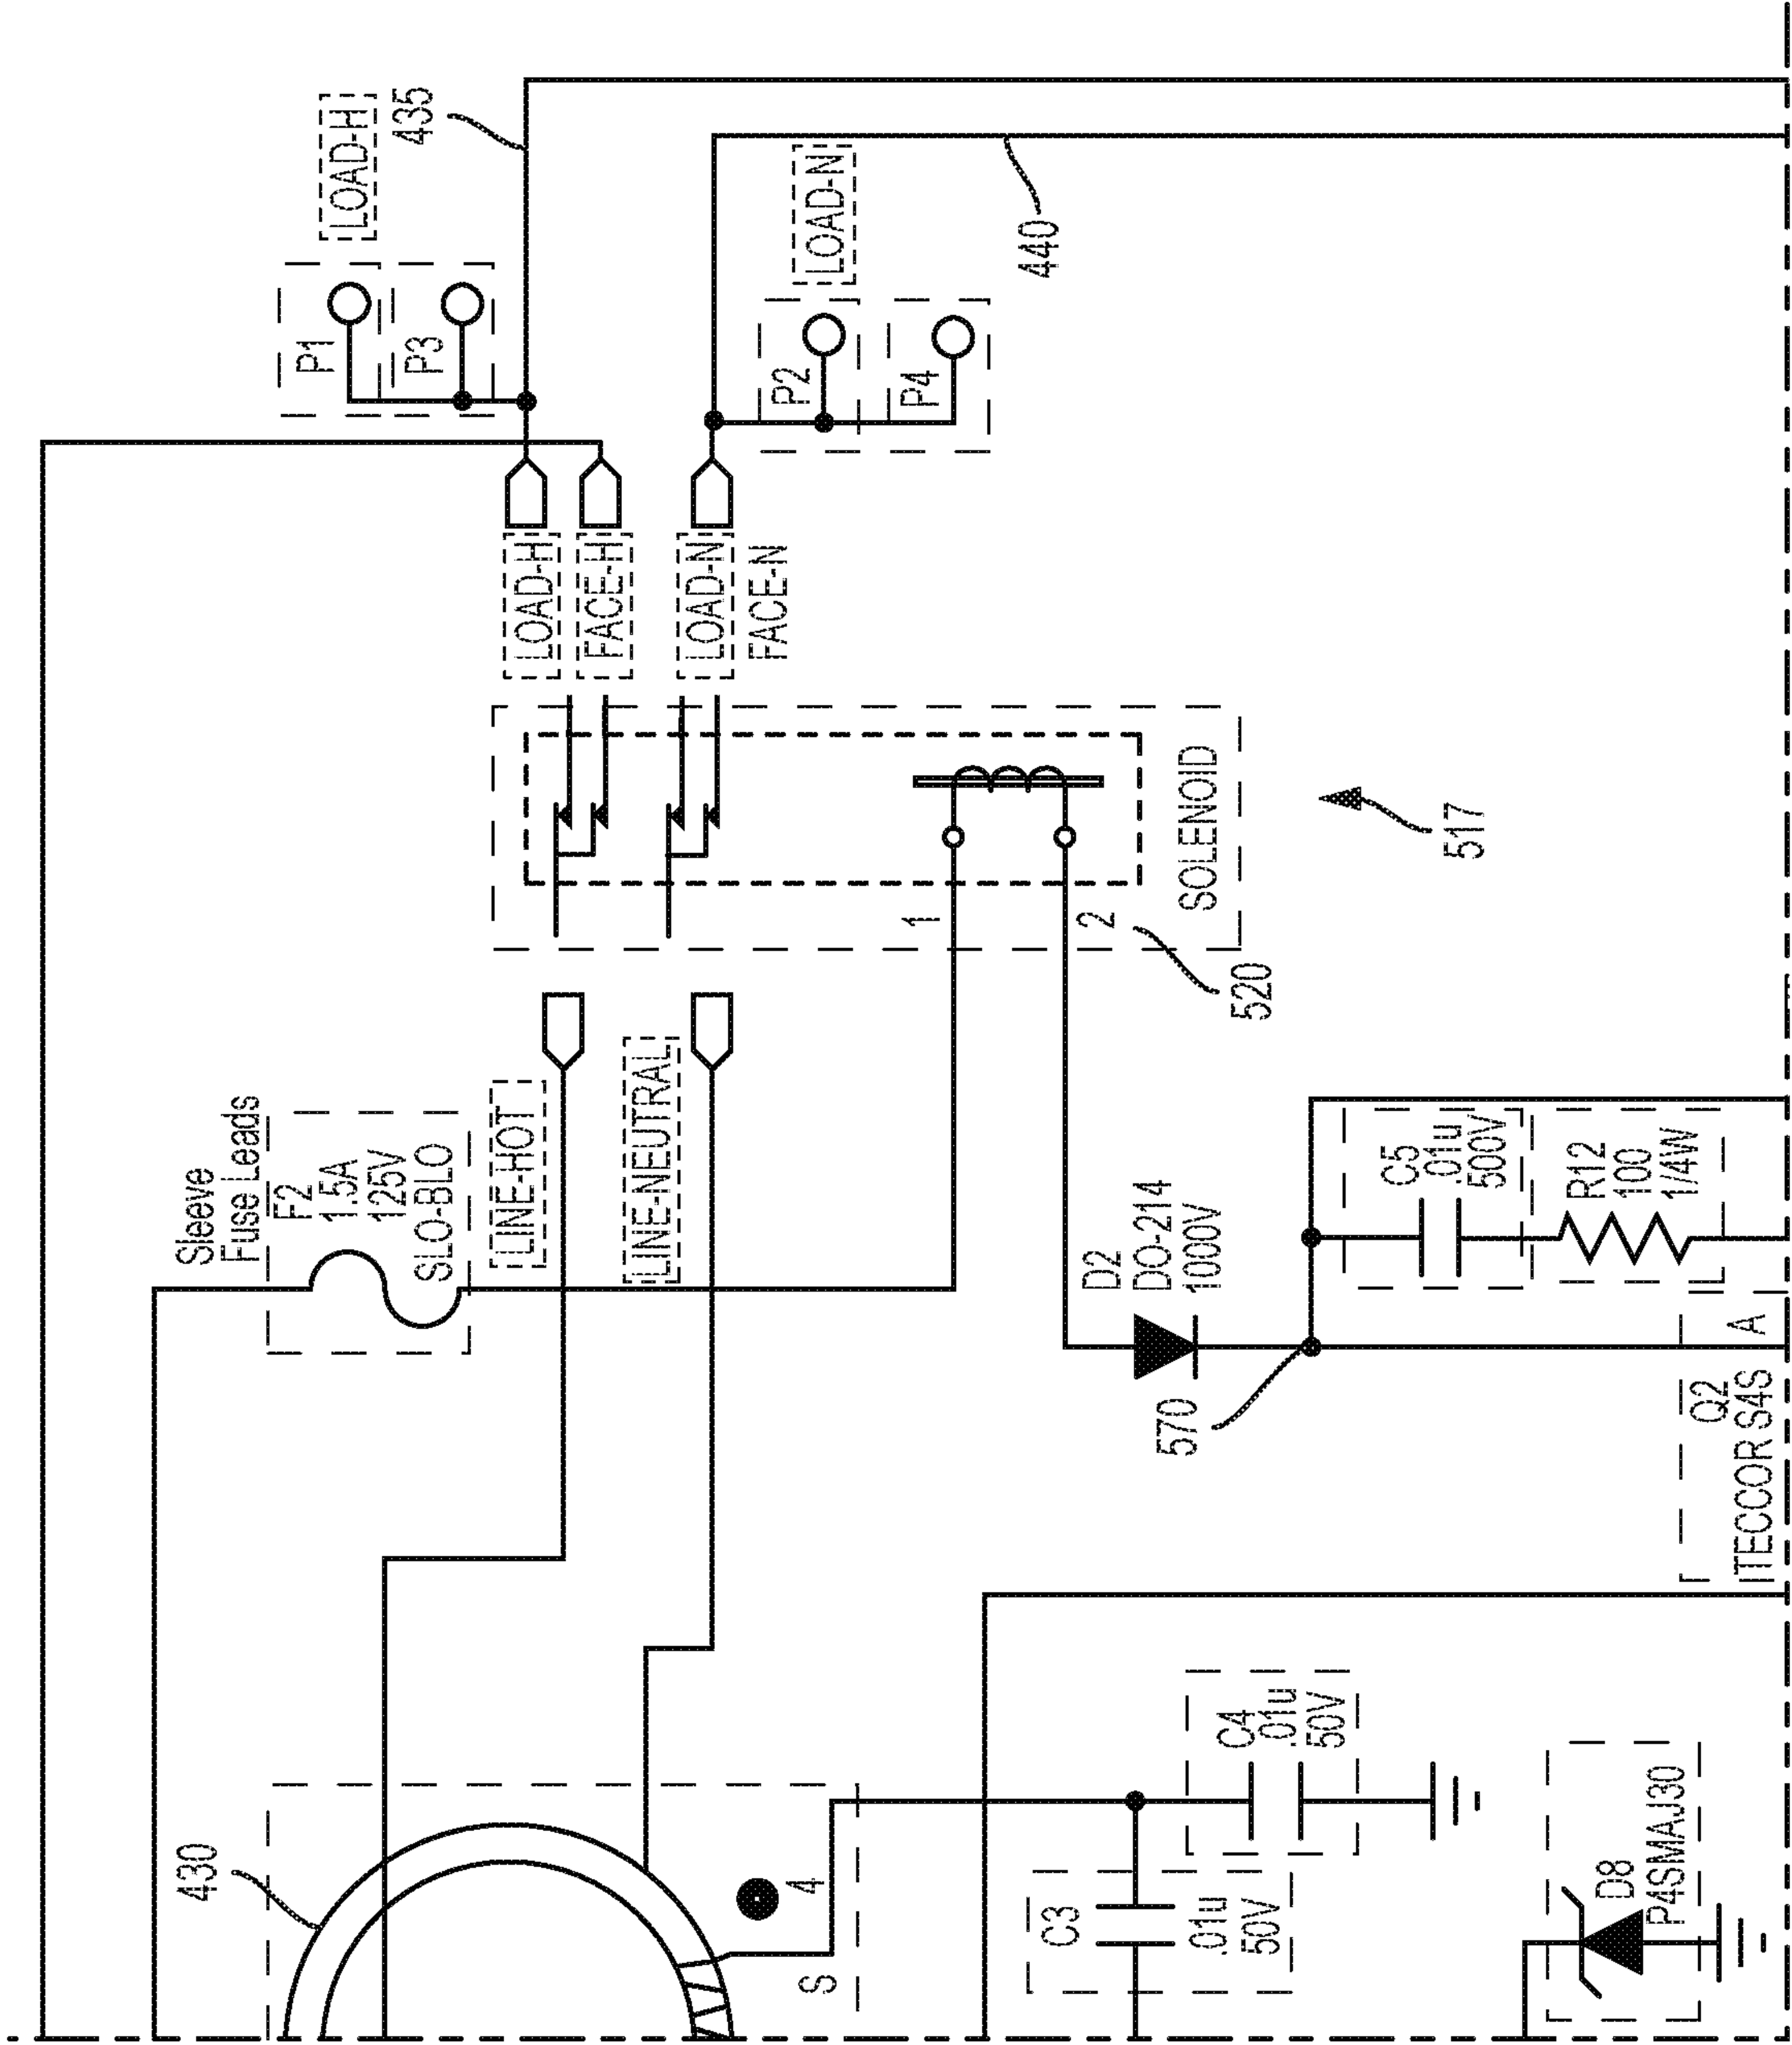 LOAD-H
435
P1
P3
LOAD-N
440
P2
P4
LOAD-H
FACE-H
LOAD-N
FACE-N
SOLENOID
1
2
517
520
Sleeve
Fuse Leads
F2
1.5A
125V
SLO-BLO
LINE-HOT
LINE-NEUTRAL
D2
DO-214
1000V
C5
.01u
500V
R12
100
1/4W
570
A
Q2
TECCOR S4S
430
4
S
C4
.01u
50V
C3
.01u
50V
D8
P4SMAJ30